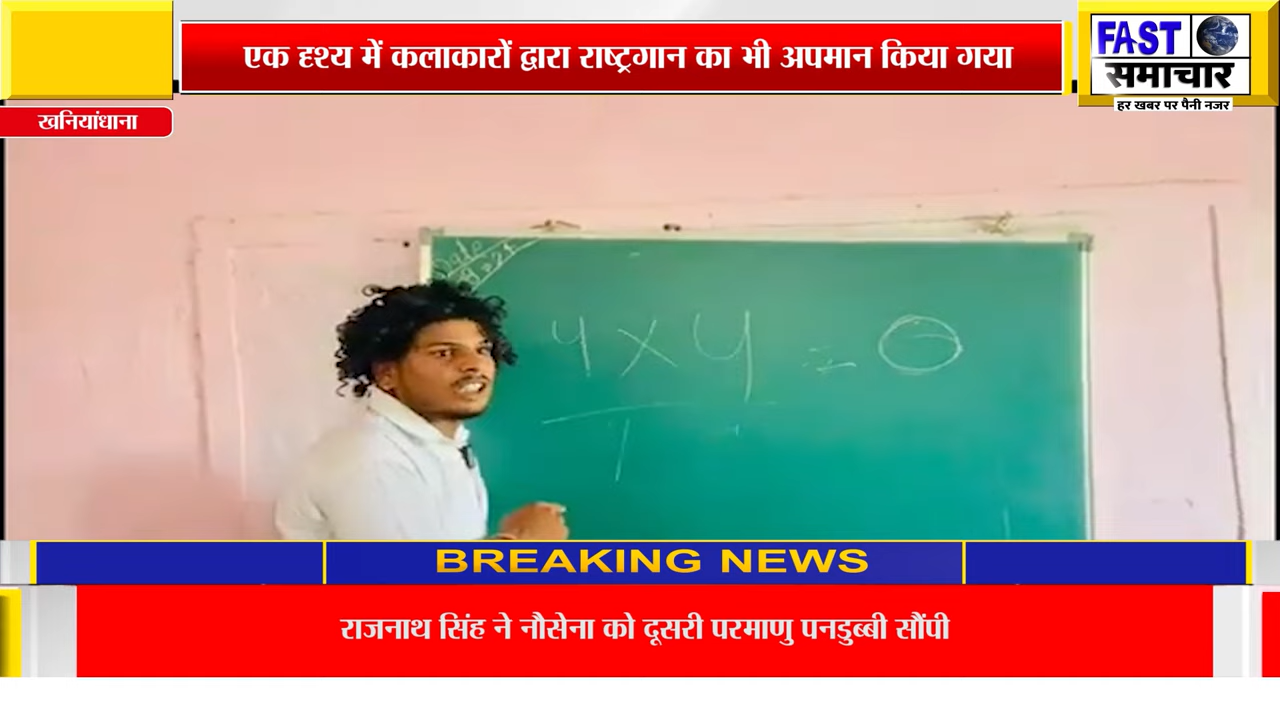 एक दृश्य में कलाकारों द्वारा राष्ट्रगान का भी अपमान किया गया
FAST
समाचार
हर खबर पर पैनी नजर
खनियांधाना
Date
4 x 4 = 0
T
BREAKING NEWS
राजनाथ सिंह ने नौसेना को दूसरी परमाणु पनडुब्बी सौंपी